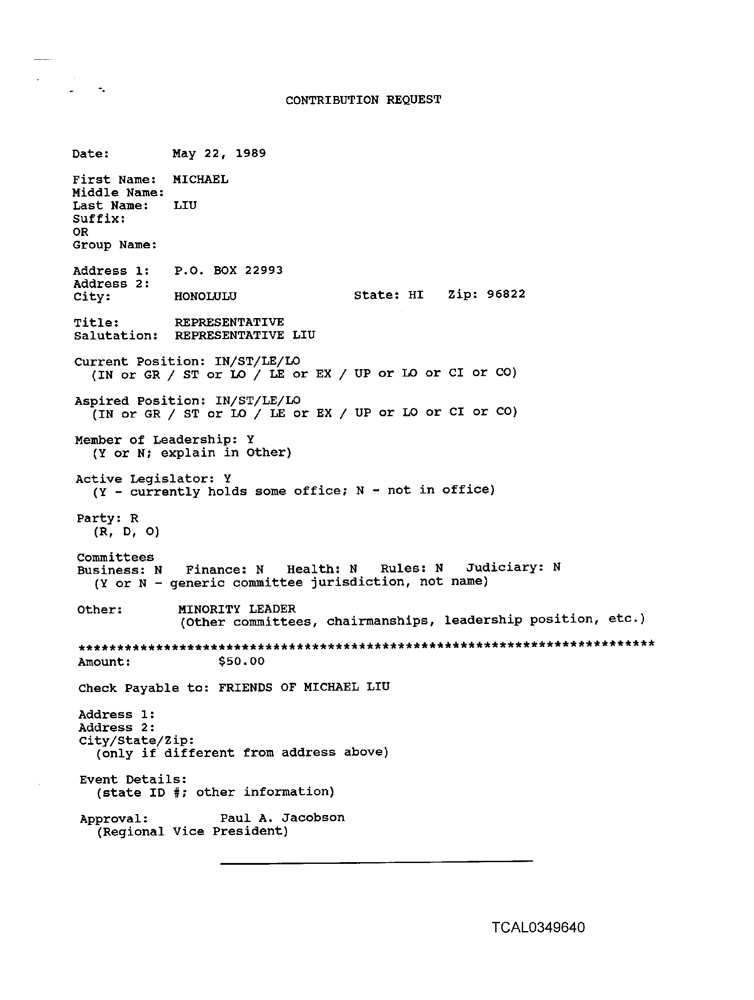 CONTRIBUTION REQUEST
Date: May 22, 1989
First Name: MICHAEL
Middle Name:
Last Name: LIU
Suffix:
OR
Group Name:
Address 1: P.O. BOX 22993
Address 2:
City: HONOLULU State: HI Zip: 96822
Title: REPRESENTATIVE
Salutation: REPRESENTATIVE LIU
Current Position: IN/ST/LE/LO
(IN or GR / ST or LO / LE or EX / UP or LO or CI or CO)
Aspired Position: IN/ST/LE/LO
(IN or GR / ST or LO / LE or EX / UP or LO or CI or CO)
Member of Leadership: Y
(Y or N; explain in Other)
Active Legislator: Y
(Y - currently holds some office; N - not in office)
Party: R
(R, D, O)
Committees
Business: N Finance: N Health: N Rules: N Judiciary: N
(Y or N - generic committee jurisdiction, not name)
Other: MINORITY LEADER
(Other committees, chairmanships, leadership position, etc.)
***************************************************************************
Amount: $50.00
Check Payable to: FRIENDS OF MICHAEL LIU
Address 1:
Address 2:
City/State/Zip:
(only if different from address above)
Event Details:
(state ID #; other information)
Approval: Paul A. Jacobson
(Regional Vice President)
TCAL0349640